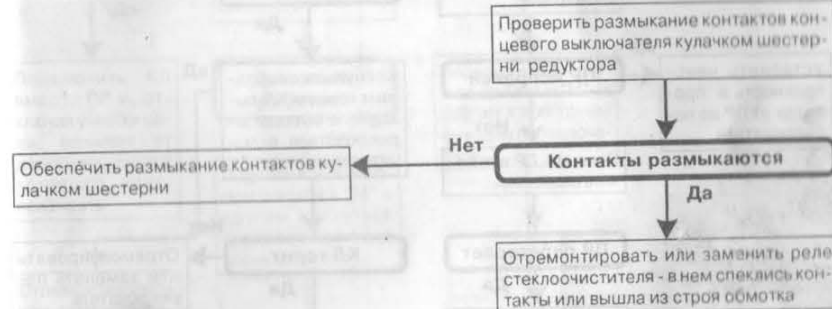 Проверить размыкание контактов кон-
цевого выключателя кулачком шестер-
ни редуктора
Нет
Контакты размыкаются
Обеспечить размыкание контактов ку-
лачком шестерни
Да
Отремонтировать или заменить реле
стеклоочистителя - в нем спеклись кон-
такты или вышла из строя обмотка